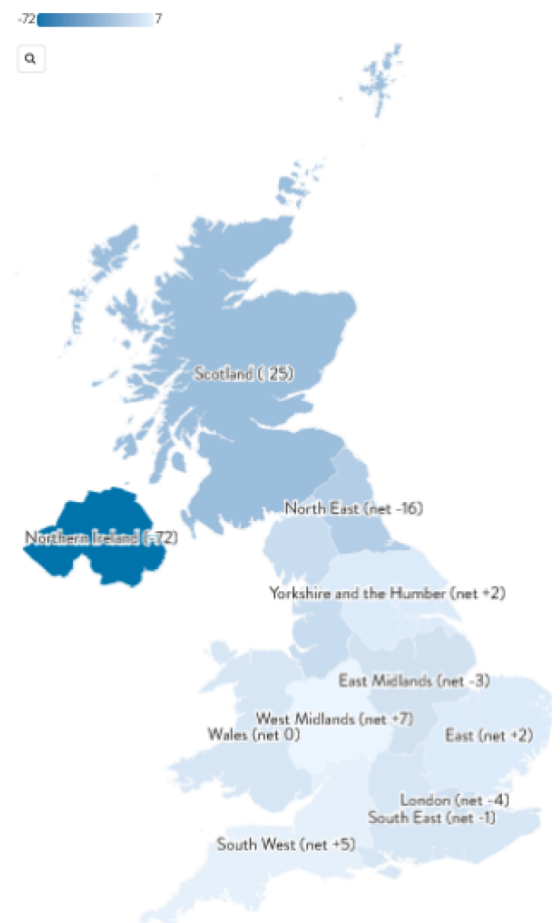 -72 7
Scotland (-25)
North East (net -16)
Northern Ireland (-72)
Yorkshire and the Humber (net +2)
East Midlands (net -3)
West Midlands (net +7)
Wales (net 0)
East (net +2)
London (net -4)
South East (net -1)
South West (net +5)